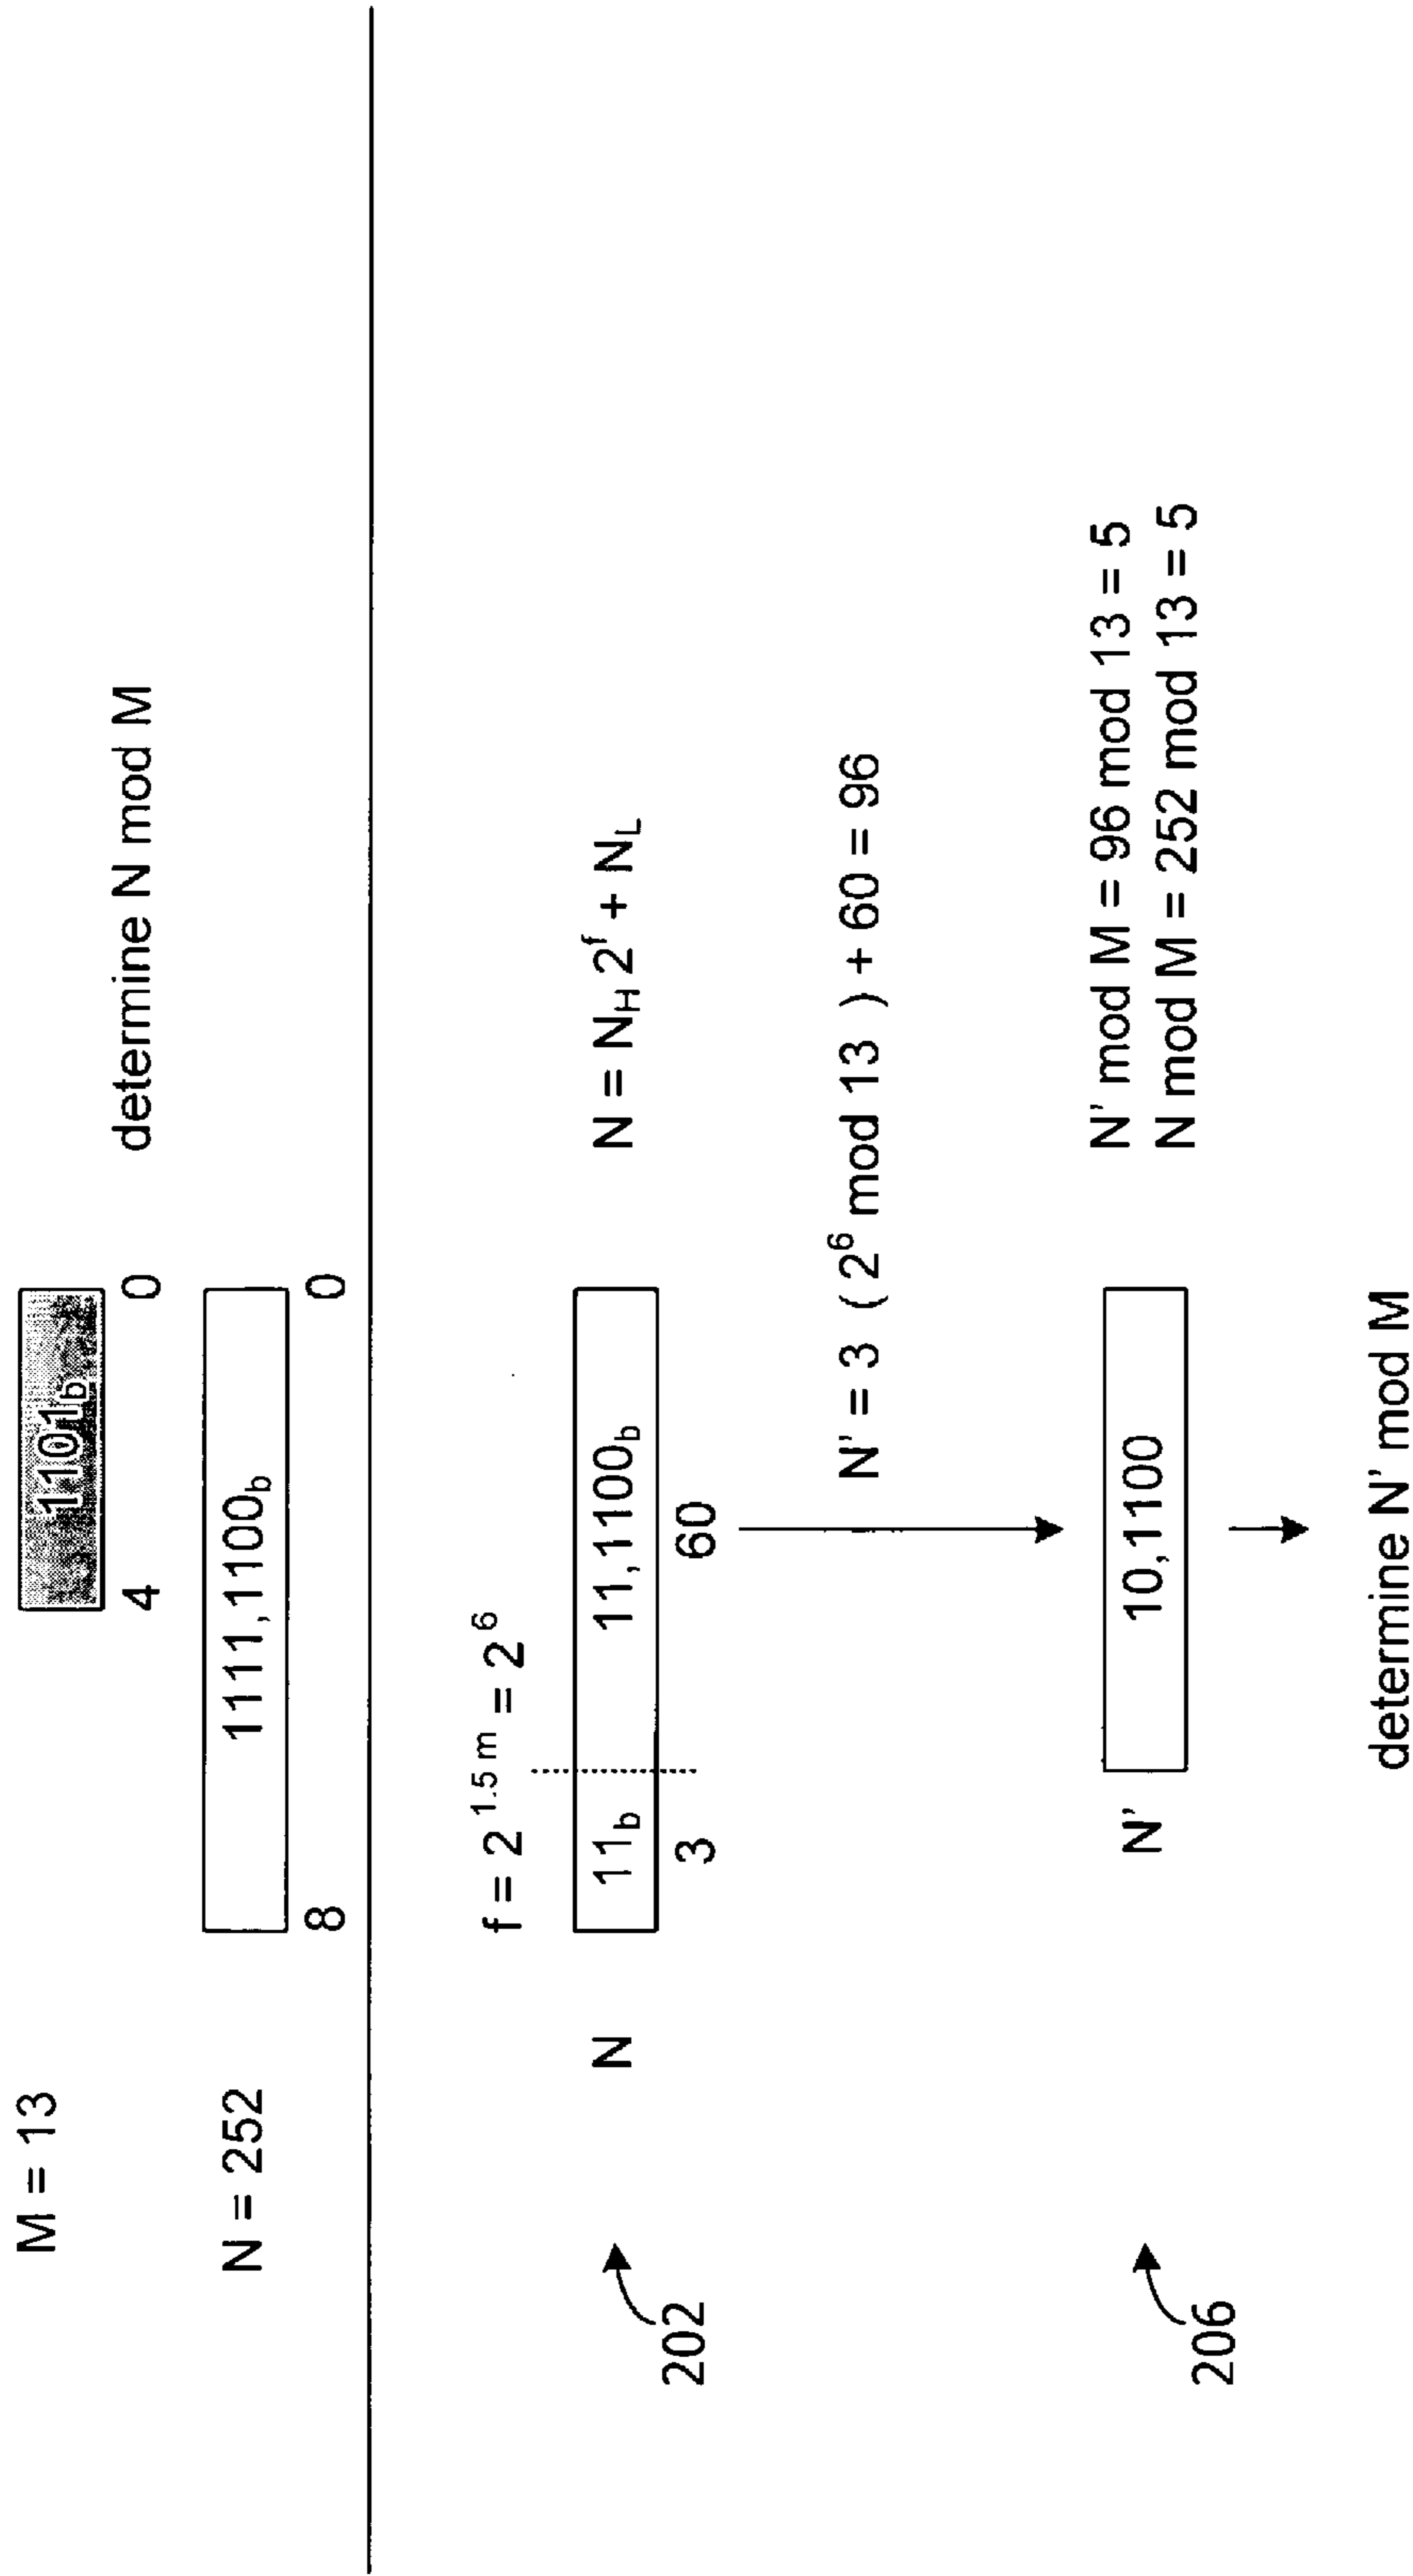 M = 13
1101b
4 0
determine N mod M
N = 252
1111,1100b
8 0
f = 2^1.5 m = 2^6
N
11b
11,1100b
N = NH 2^f + NL
3 60
202
N' = 3 ( 2^6 mod 13 ) + 60 = 96
N'
10,1100
N' mod M = 96 mod 13 = 5
N mod M = 252 mod 13 = 5
206
determine N' mod M